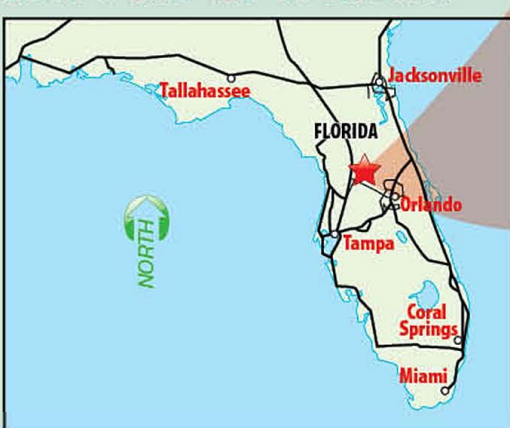 Jacksonville
Tallahassee
FLORIDA
Orlando
NORTH
Tampa
Coral
Springs
Miami